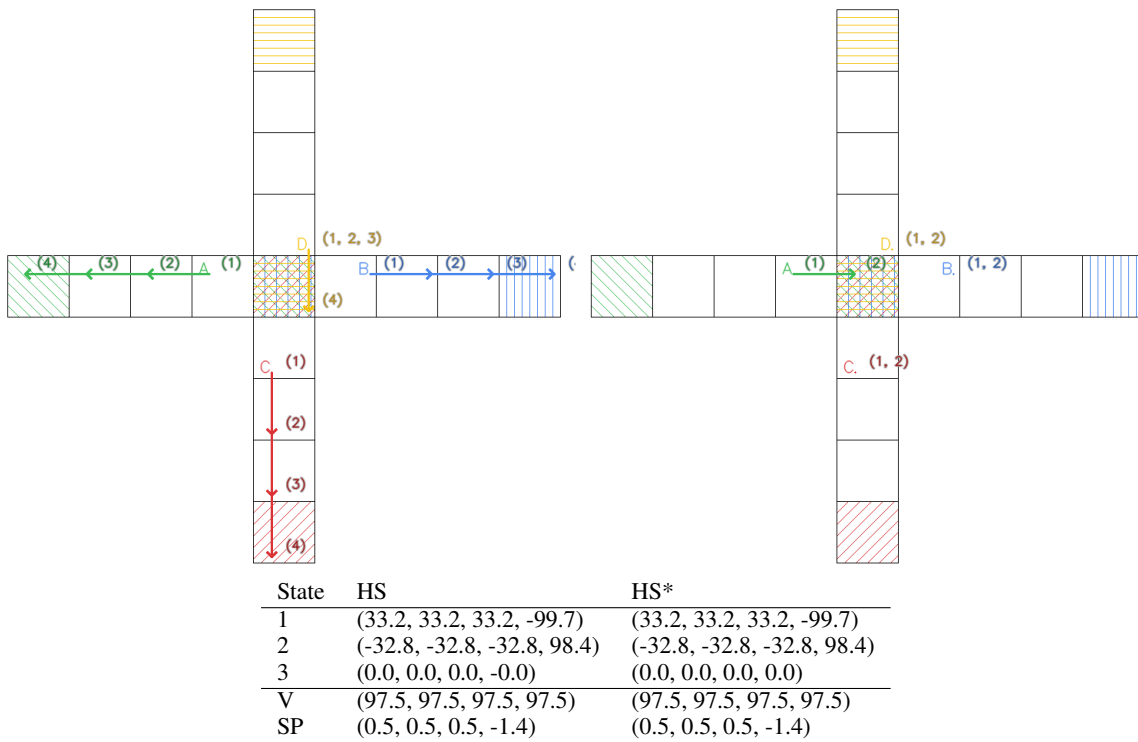 D. (1, 2, 3)
D. (1, 2)
(4) (3) (2) A. (1)
B. (1) (2) (3)
A. (1) (2)
B. (1, 2)
(4)
C. (1)
C. (1, 2)
(2)
(3)
(4)
State HS HS*
1 (33.2, 33.2, 33.2, -99.7) (33.2, 33.2, 33.2, -99.7)
2 (-32.8, -32.8, -32.8, 98.4) (-32.8, -32.8, -32.8, 98.4)
3 (0.0, 0.0, 0.0, -0.0) (0.0, 0.0, 0.0, 0.0)
V (97.5, 97.5, 97.5, 97.5) (97.5, 97.5, 97.5, 97.5)
SP (0.5, 0.5, 0.5, -1.4) (0.5, 0.5, 0.5, -1.4)